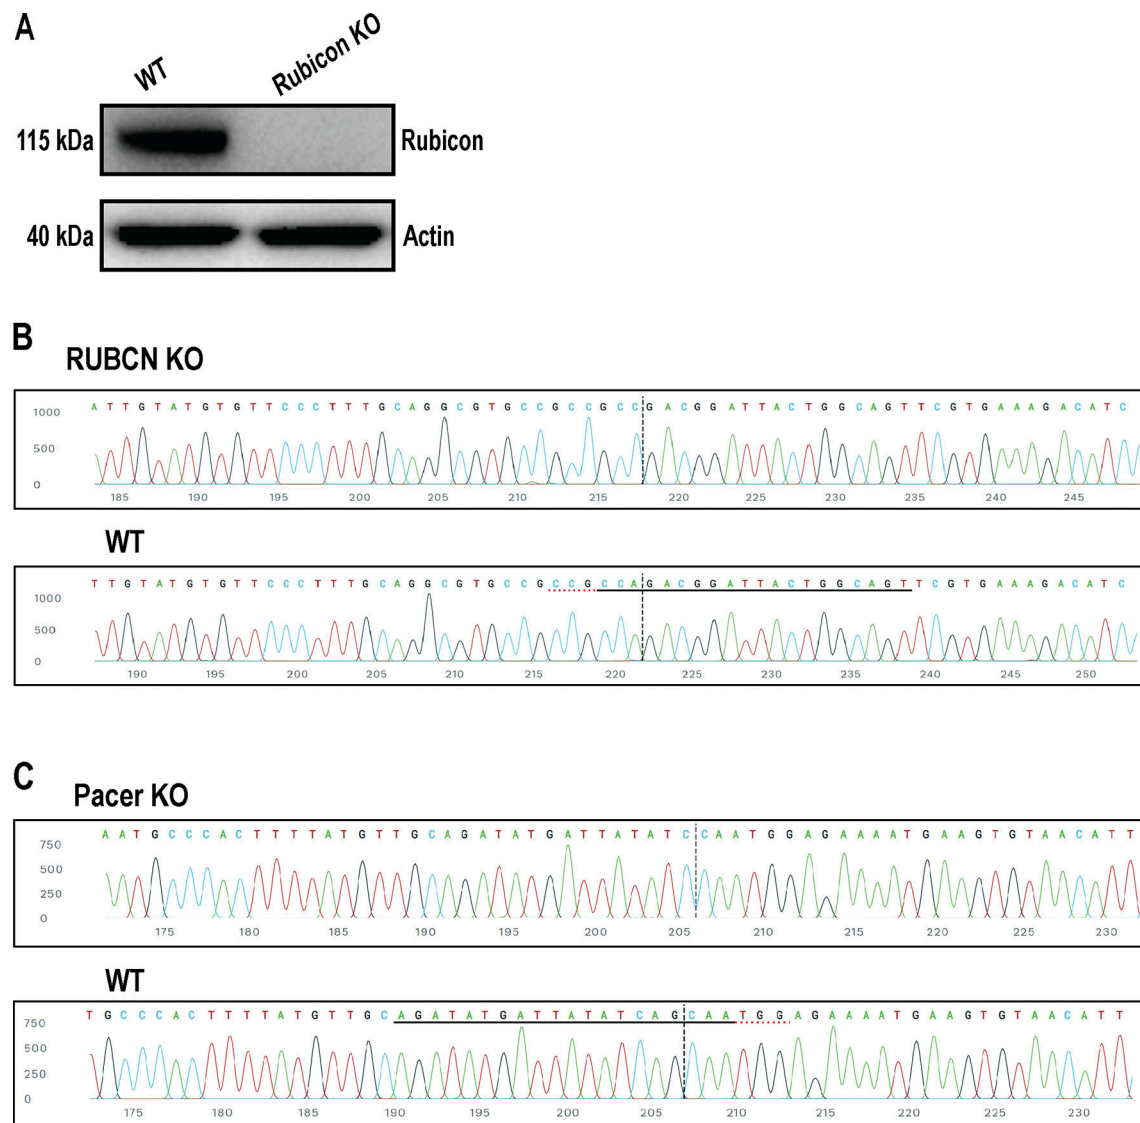 A
WT Rubicon KO
115 kDa Rubicon
40 kDa Actin
B
RUBCN KO
A T T G T A T G T G T T C C C T T T G C A G G C G T G C C G C C G C C G A C G G A T T A C T G G C A G T T C G T G A A A G A C A T C
1000
500
0
185 190 195 200 205 210 215 220 225 230 235 240 245
WT
T T G T A T G T G T T C C C T T T G C A G G C G T G C C G C C G C C A G A C G G A T T A C T G G C A G T T C G T G A A A G A C A T C
1000
500
0
190 195 200 205 210 215 220 225 230 235 240 245 250
C
Pacer KO
A A T G C C C A C T T T T A T G T T G C A G A T A T G A T T A T A T C C A A T G G A G A A A A T G A A G T G T A A C A T T
750
500
250
0
175 180 185 190 195 200 205 210 215 220 225 230
WT
T G C C C A C T T T T A T G T T G C A G A T A T G A T T A T A T C A G C A A T G G A G A A A A T G A A G T G T A A C A T T
750
500
250
0
175 180 185 190 195 200 205 210 215 220 225 230